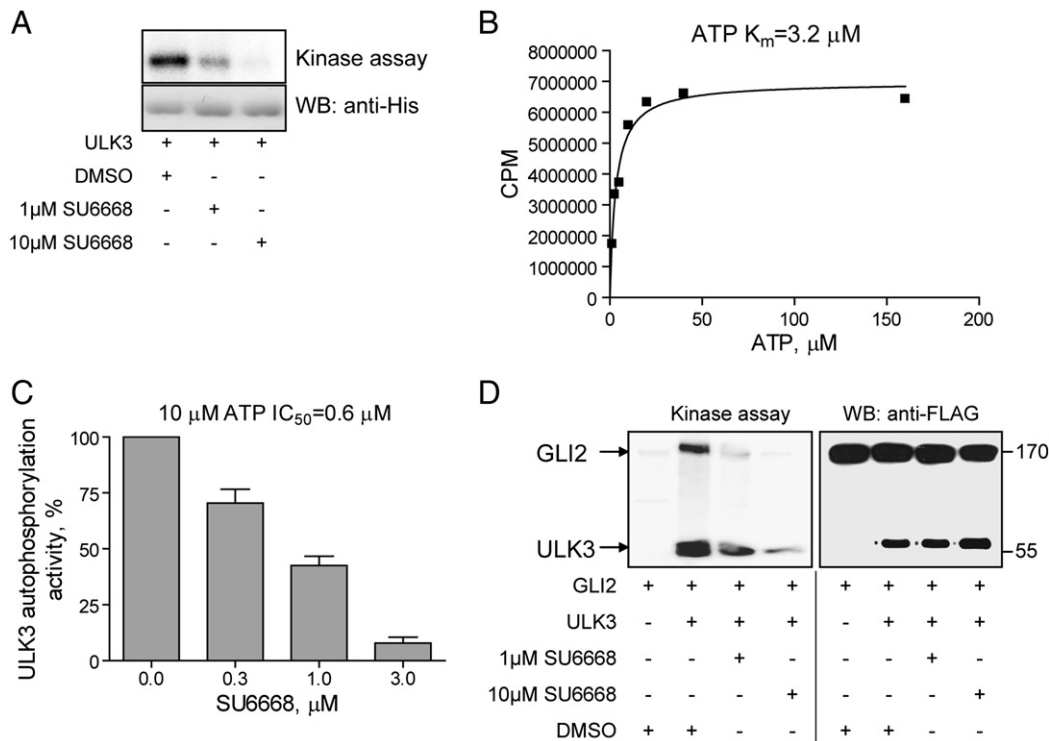 A
Kinase assay
WB: anti-His
ULK3 + + +
DMSO + - -
1µM SU6668 - + -
10µM SU6668 - - +
B
ATP Km=3.2 µM
8000000
7000000
6000000
5000000
4000000
3000000
2000000
1000000
0
CPM
0 50 100 150 200
ATP, µM
C
10 µM ATP IC50=0.6 µM
100
75
50
25
0
ULK3 autophosphorylation
activity, %
0.0 0.3 1.0 3.0
SU6668, µM
D
Kinase assay WB: anti-FLAG
GLI2 170
ULK3 55
GLI2 + + + + + + + +
ULK3 - + + + - + + +
1µM SU6668 - - + - - - + -
10µM SU6668 - - - + - - - +
DMSO + + - - + + - -